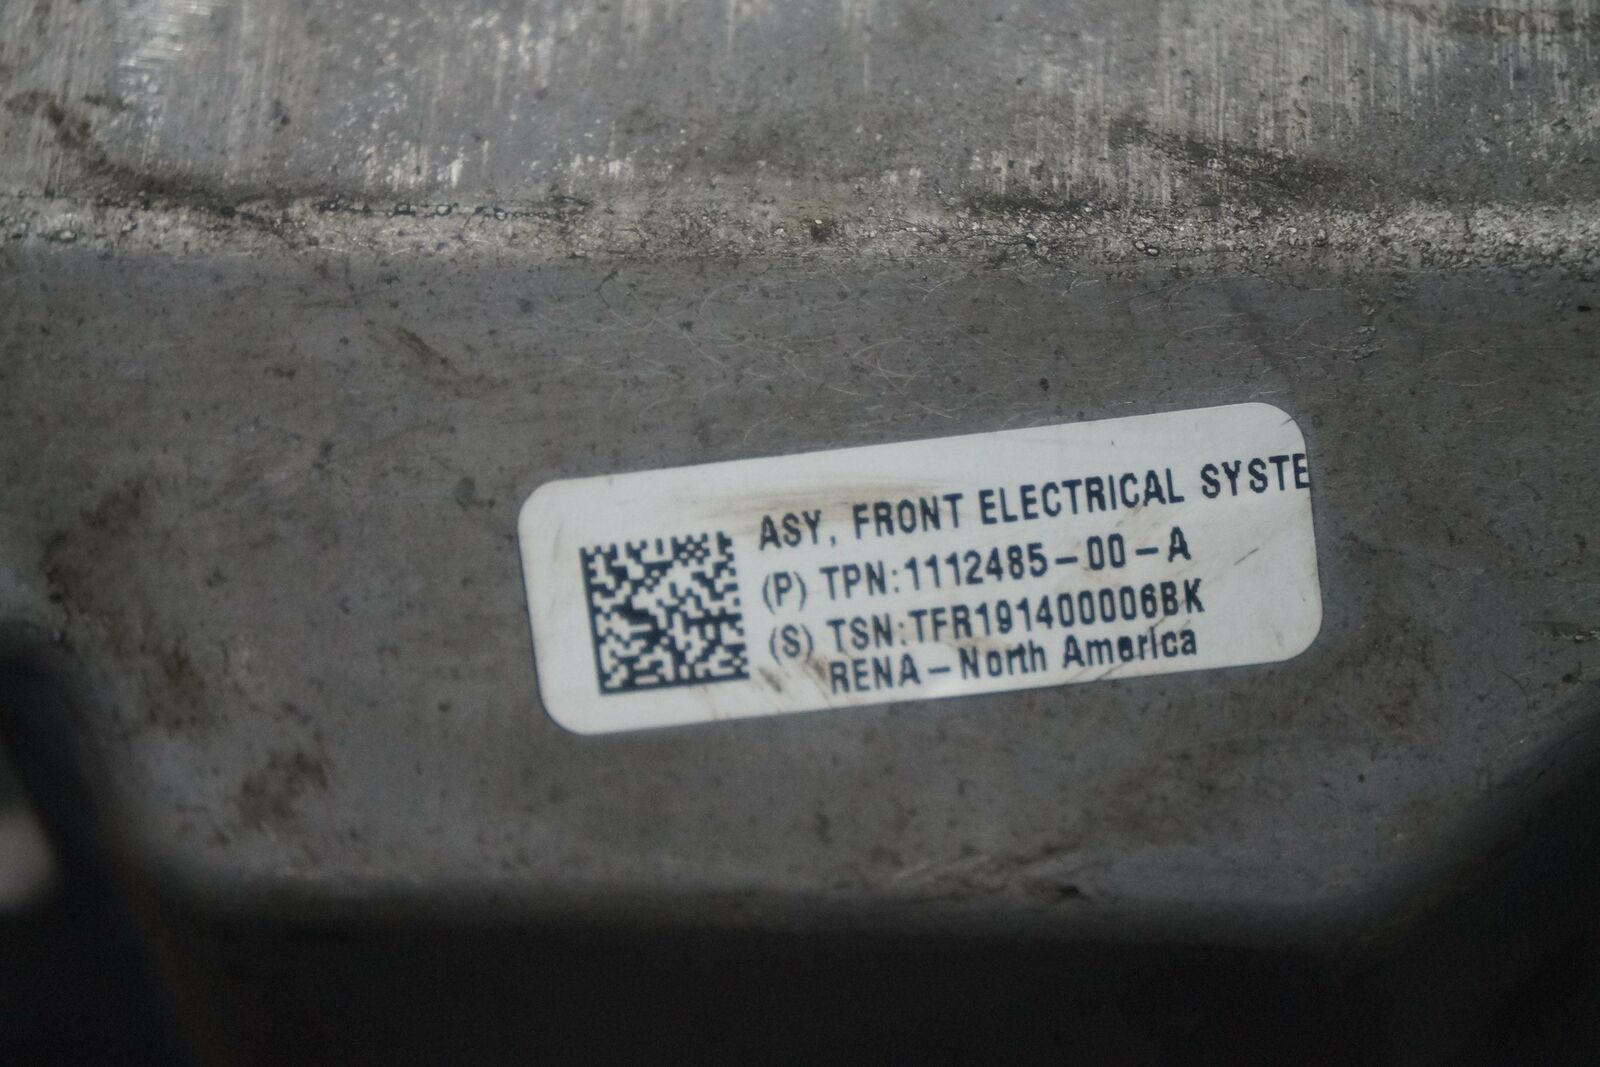 ASY, FRONT ELECTRICAL SYSTE
(P) TPN:1112485-00-A
(S) TSN:TFR191400006BK
RENA-North America